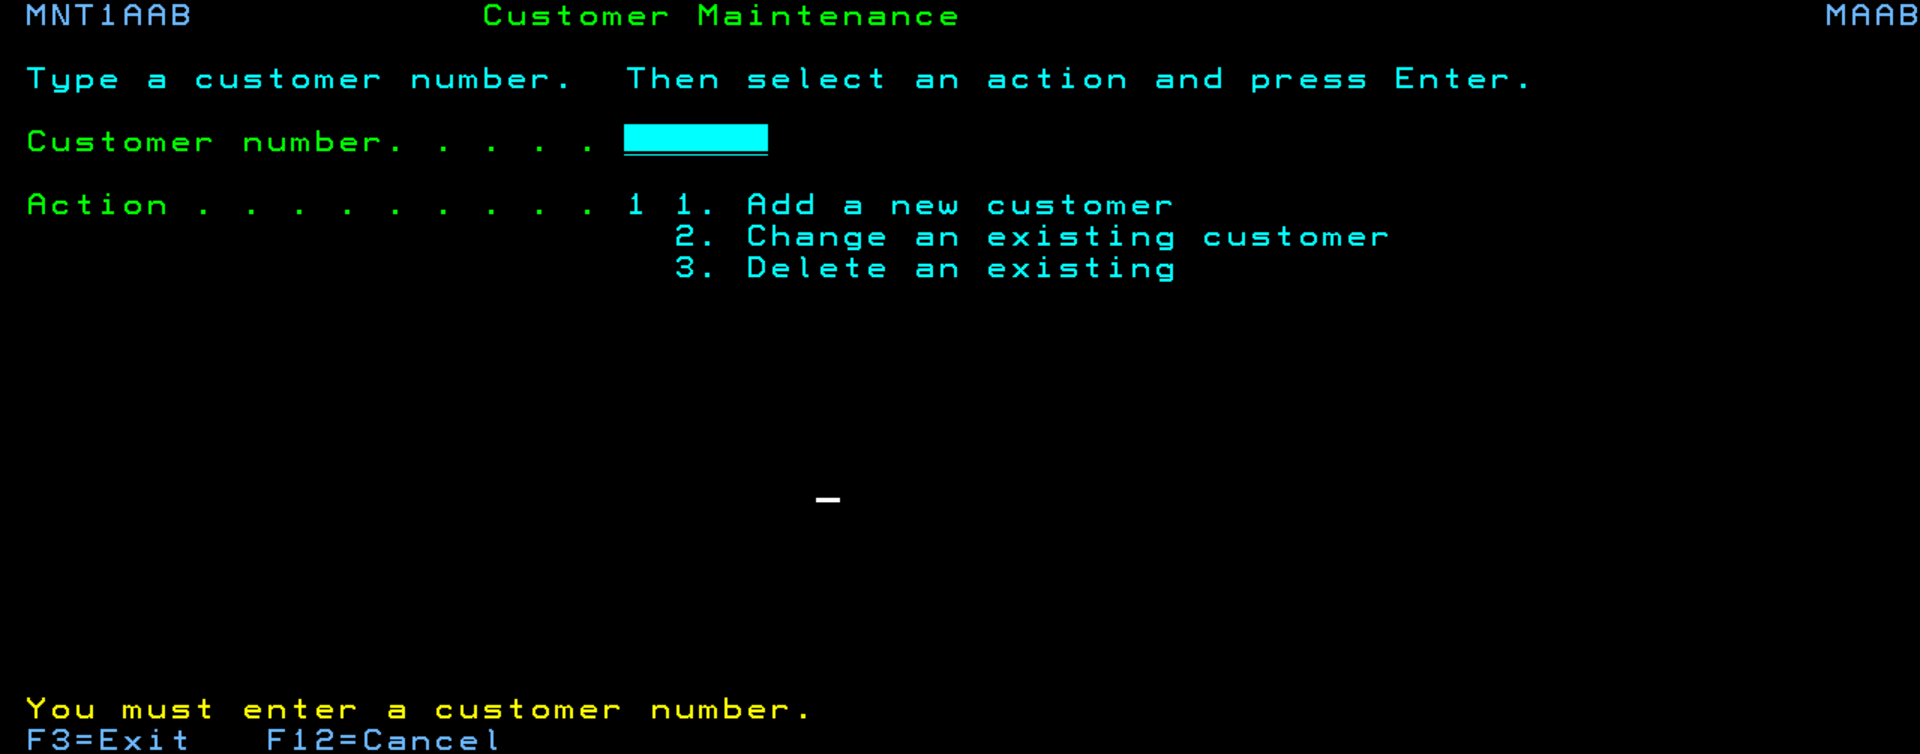 MNT1AAB Customer Maintenance MAAB
Type a customer number. Then select an action and press Enter.
Customer number. . . . .
Action . . . . . . . . . 1 1. Add a new customer
2. Change an existing customer
3. Delete an existing
You must enter a customer number.
F3=Exit F12=Cancel